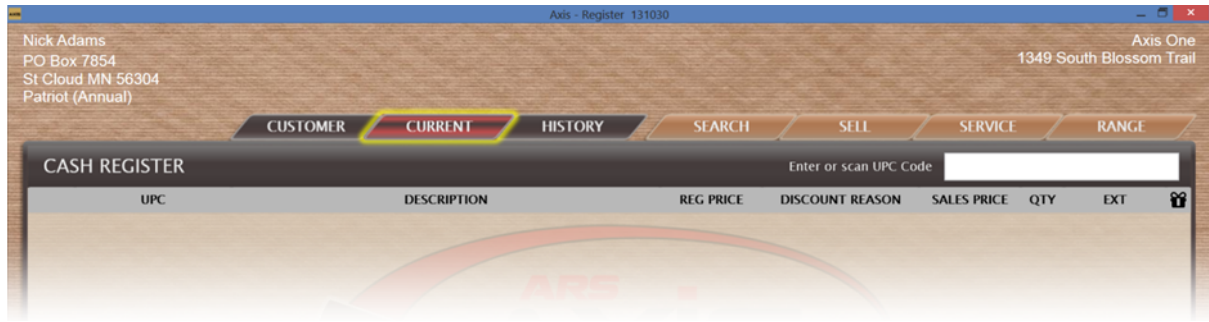 Axis - Register 131030
Nick Adams
PO Box 7854
St Cloud MN 56304
Patriot (Annual)
Axis One
1349 South Blossom Trail
CUSTOMER CURRENT HISTORY SEARCH SELL SERVICE RANGE
CASH REGISTER Enter or scan UPC Code
UPC DESCRIPTION REG PRICE DISCOUNT REASON SALES PRICE QTY EXT
ARS